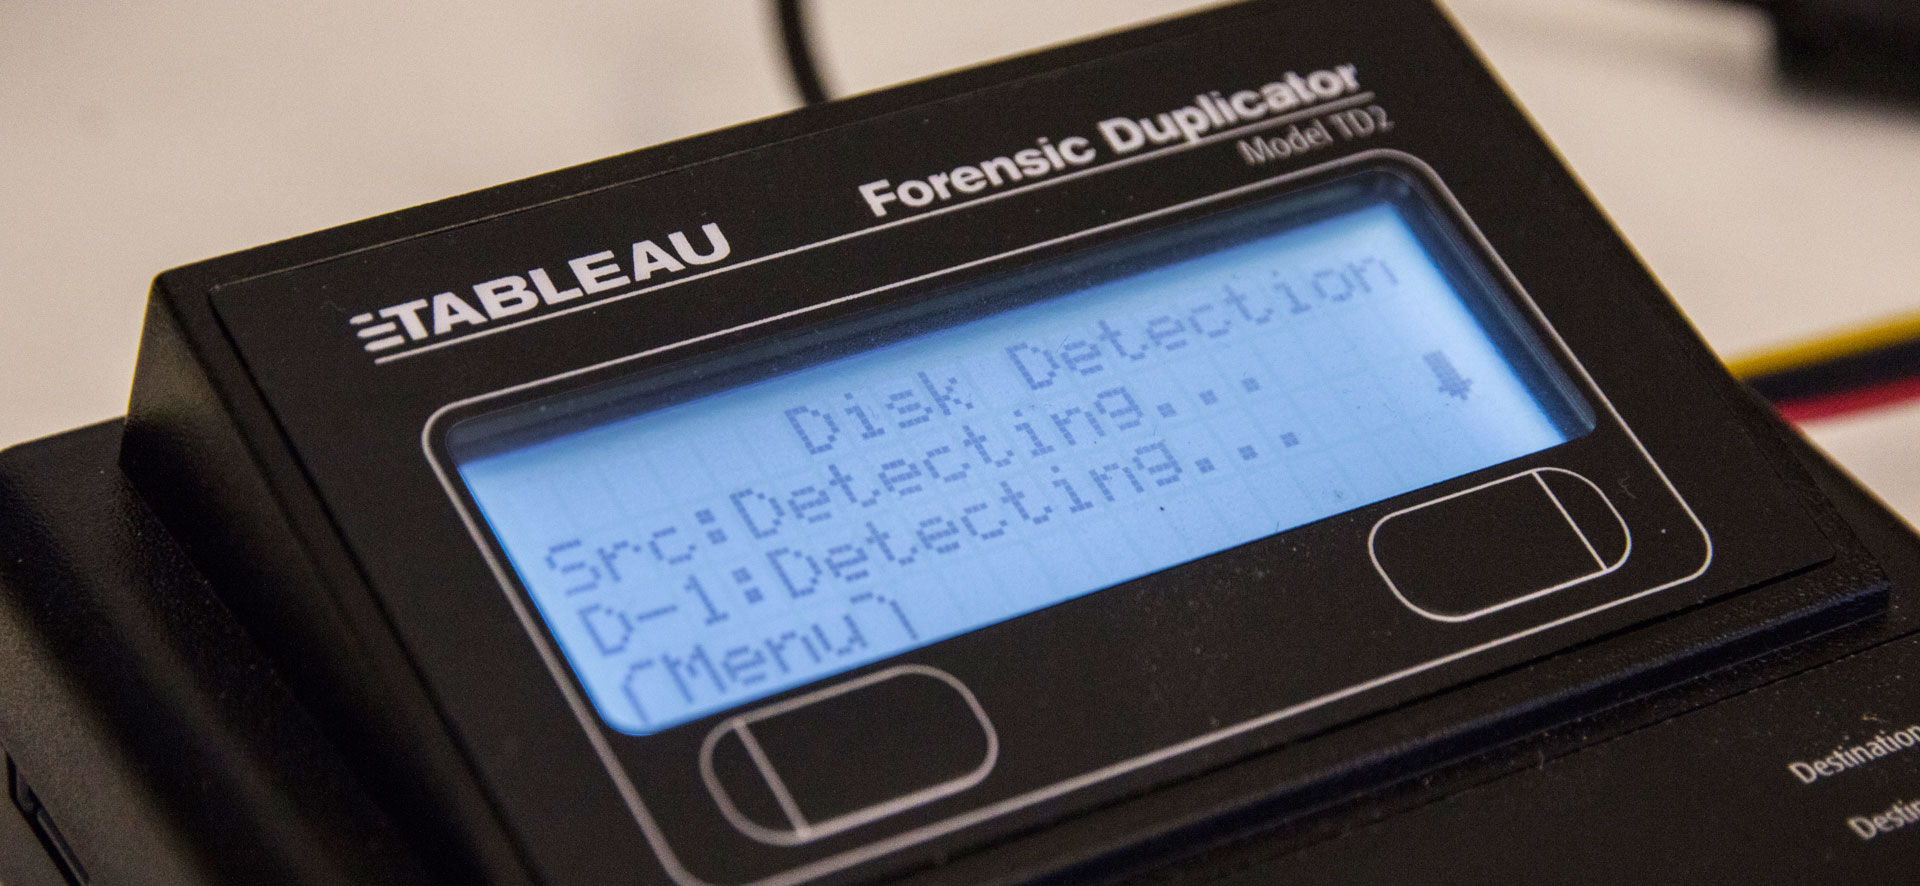 TABLEAU
Forensic Duplicator
Model TD2
Disk Detection
Src:Detecting...
D-1:Detecting...
(Menu)
Destination